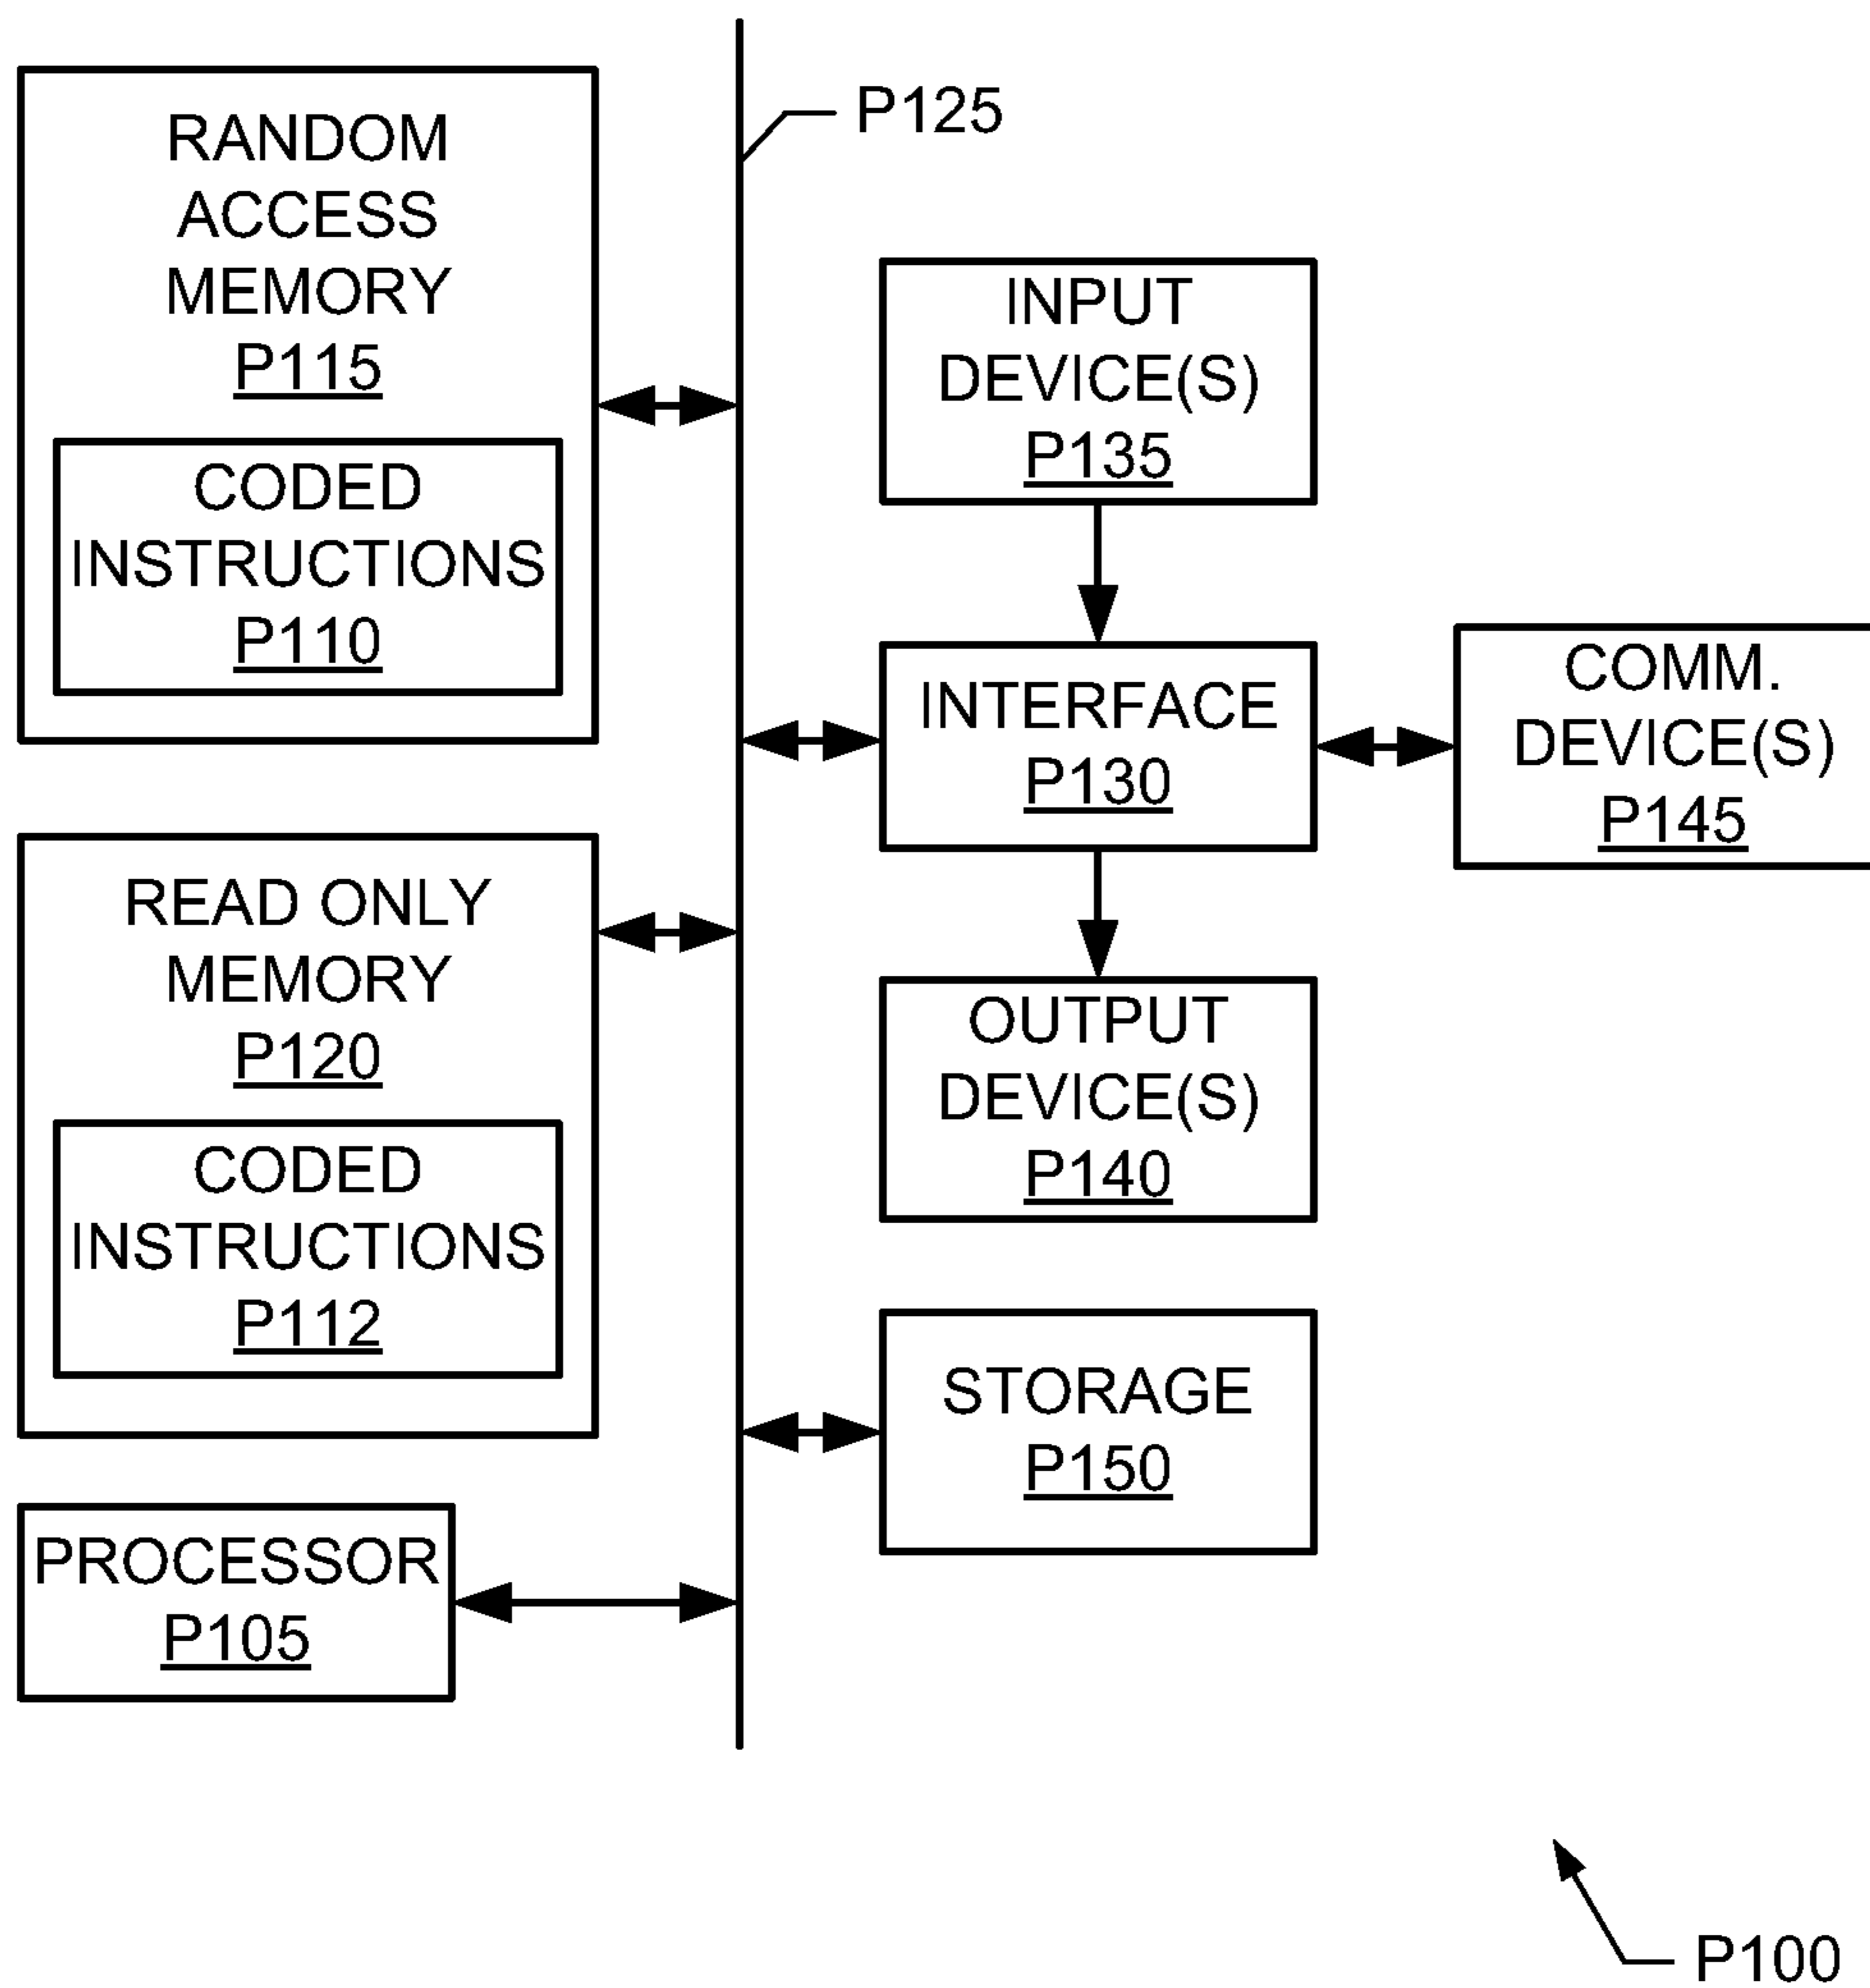 RANDOM
ACCESS
MEMORY
P115
CODED
INSTRUCTIONS
P110
READ ONLY
MEMORY
P120
CODED
INSTRUCTIONS
P112
PROCESSOR
P105
P125
INPUT
DEVICE(S)
P135
INTERFACE
P130
OUTPUT
DEVICE(S)
P140
STORAGE
P150
COMM.
DEVICE(S)
P145
P100